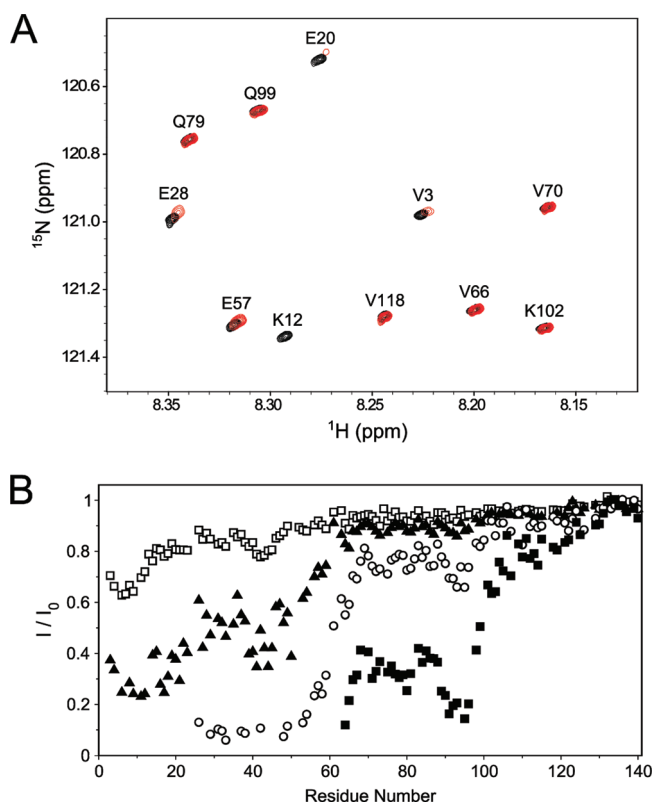 A
E20
Q99
Q79
E28
V3
V70
E57
K12
V118
V66
K102
120.6
120.8
121.0
121.2
121.4
15N (ppm)
8.35
8.30
8.25
8.20
8.15
1H (ppm)
B
1
0.8
0.6
0.4
0.2
0
I / I0
0
20
40
60
80
100
120
140
Residue Number